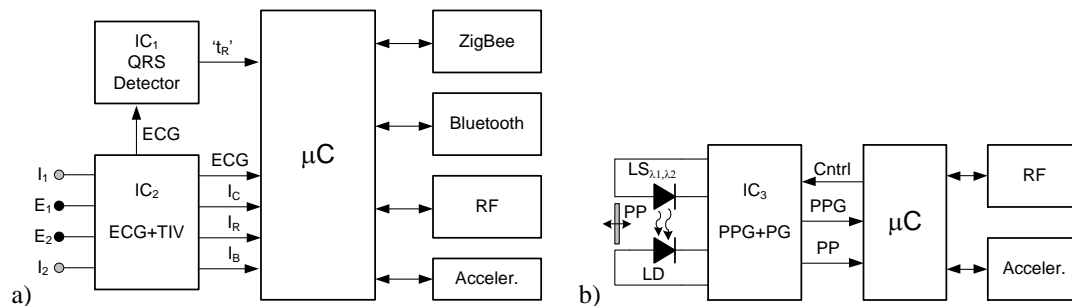 IC1
QRS
Detector
'tR'
ECG
I1
E1
E2
I2
IC2
ECG+TIV
ECG
IC
IR
IB
μC
ZigBee
Bluetooth
RF
Acceler.
a)
LSλ1,λ2
PP
LD
IC3
PPG+PG
Cntrl
PPG
PP
μC
RF
Acceler.
b)